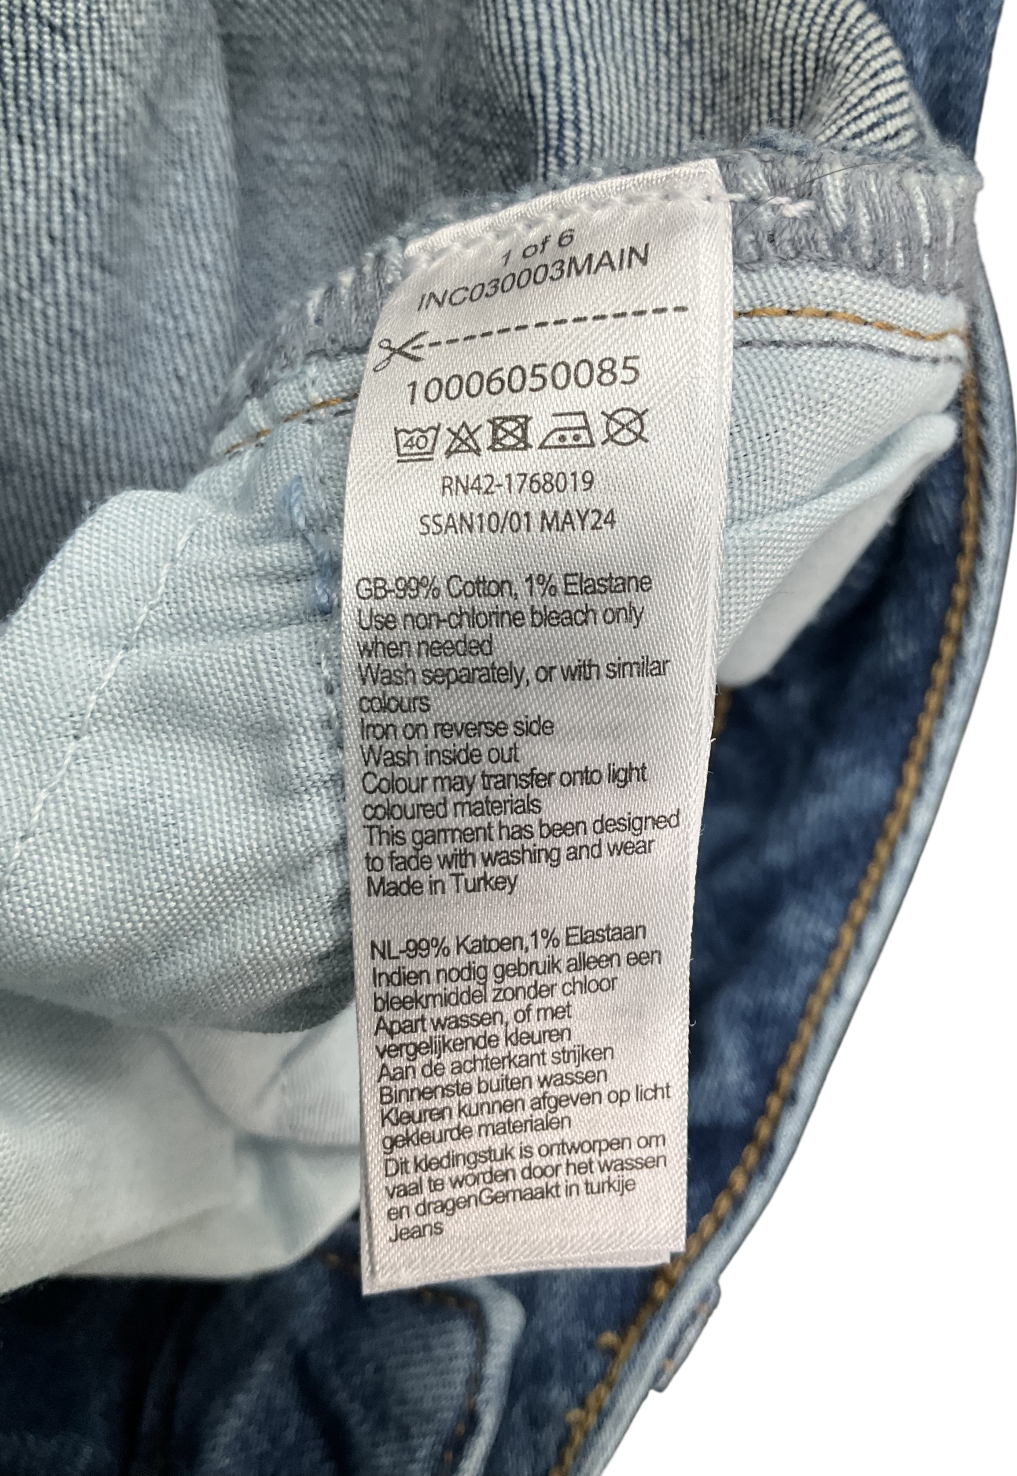 1 of 6
INC030003MAIN
10006050085
40
RN42-1768019
SSAN10/01 MAY24
GB-99% Cotton, 1% Elastane
Use non-chlorine bleach only
when needed
Wash separately, or with similar
colours
Iron on reverse side
Wash inside out
Colour may transfer onto light
coloured materials
This garment has been designed
to fade with washing and wear
Made in Turkey
NL-99% Katoen,1% Elastaan
Indien nodig gebruik alleen een
bleekmiddel zonder chloor
Apart wassen, of met
vergelijkende kleuren
Aan de achterkant strijken
Binnenste buiten wassen
Kleuren kunnen afgeven op licht
gekleurde materialen
Dit kledingstuk is ontworpen om
vaal te worden door het wassen
en dragenGemaakt in turkije
Jeans